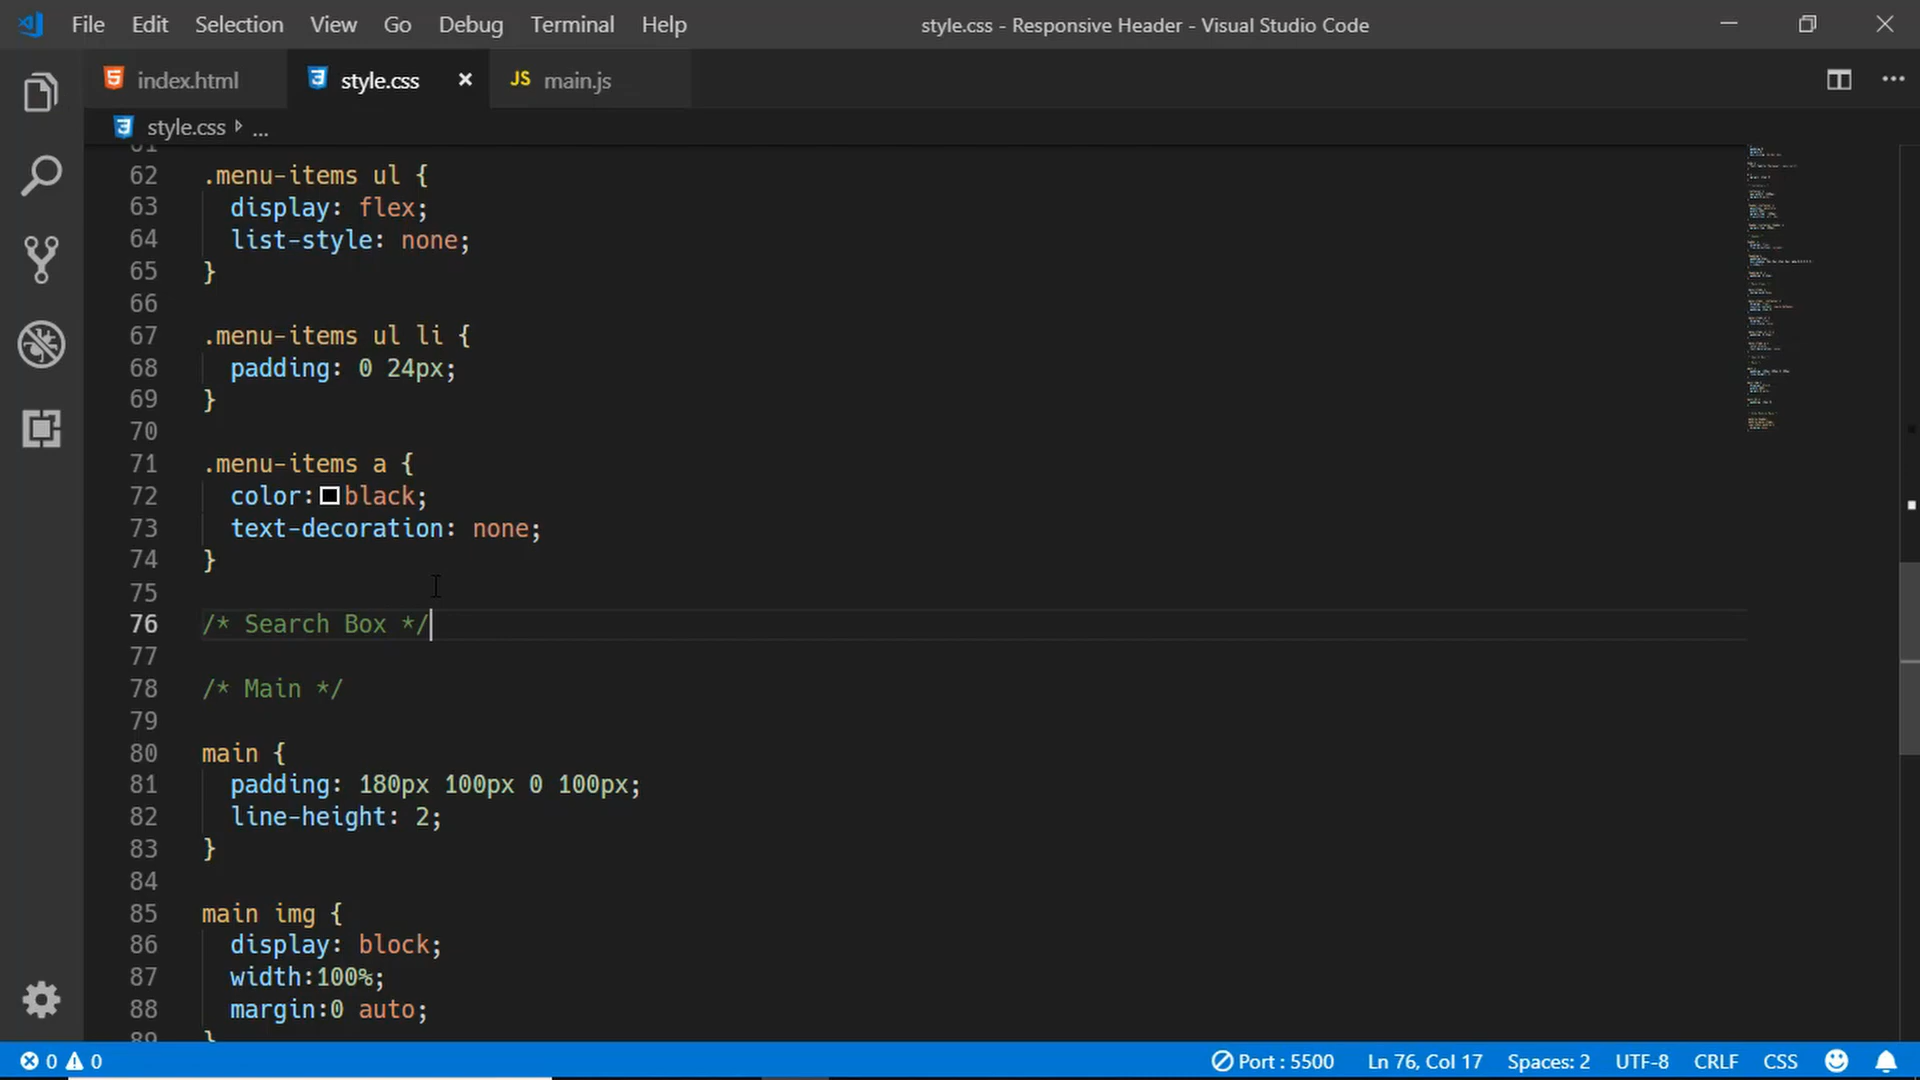 File Edit Selection View Go Debug Terminal Help style.css - Responsive Header - Visual Studio Code
index.html style.css JS main.js
style.css ...
61
62 .menu-items ul {
63 display: flex;
64 list-style: none;
65 }
66
67 .menu-items ul li {
68 padding: 0 24px;
69 }
70
71 .menu-items a {
72 color: black;
73 text-decoration: none;
74 }
75
76 /* Search Box */
77
78 /* Main */
79
80 main {
81 padding: 180px 100px 0 100px;
82 line-height: 2;
83 }
84
85 main img {
86 display: block;
87 width:100%;
88 margin:0 auto;
89 }
0 0 Port : 5500 Ln 76, Col 17 Spaces: 2 UTF-8 CRLF CSS